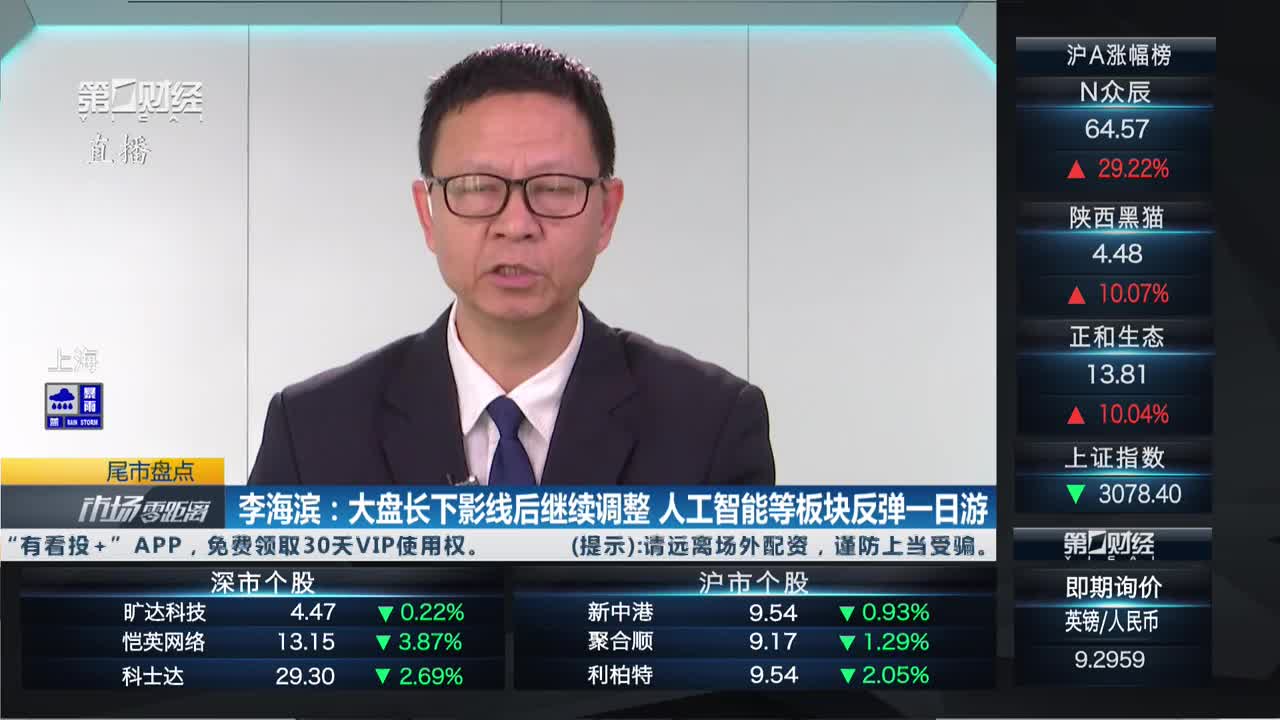 第一财经
YICAI
直播
上海
暴雨
蓝 RAIN STORM
尾市盘点
市场零距离
李海滨：大盘长下影线后继续调整 人工智能等板块反弹一日游
“有看投+”APP，免费领取30天VIP使用权。 (提示):请远离场外配资，谨防上当受骗。
深市个股
旷达科技 4.47 ▼0.22%
恺英网络 13.15 ▼3.87%
科士达 29.30 ▼2.69%
沪市个股
新中港 9.54 ▼0.93%
聚合顺 9.17 ▼1.29%
利柏特 9.54 ▼2.05%
沪A涨幅榜
N众辰
64.57
▲ 29.22%
陕西黑猫
4.48
▲ 10.07%
正和生态
13.81
▲ 10.04%
上证指数
▼ 3078.40
第一财经
YICAI
即期询价
英镑/人民币
9.2959